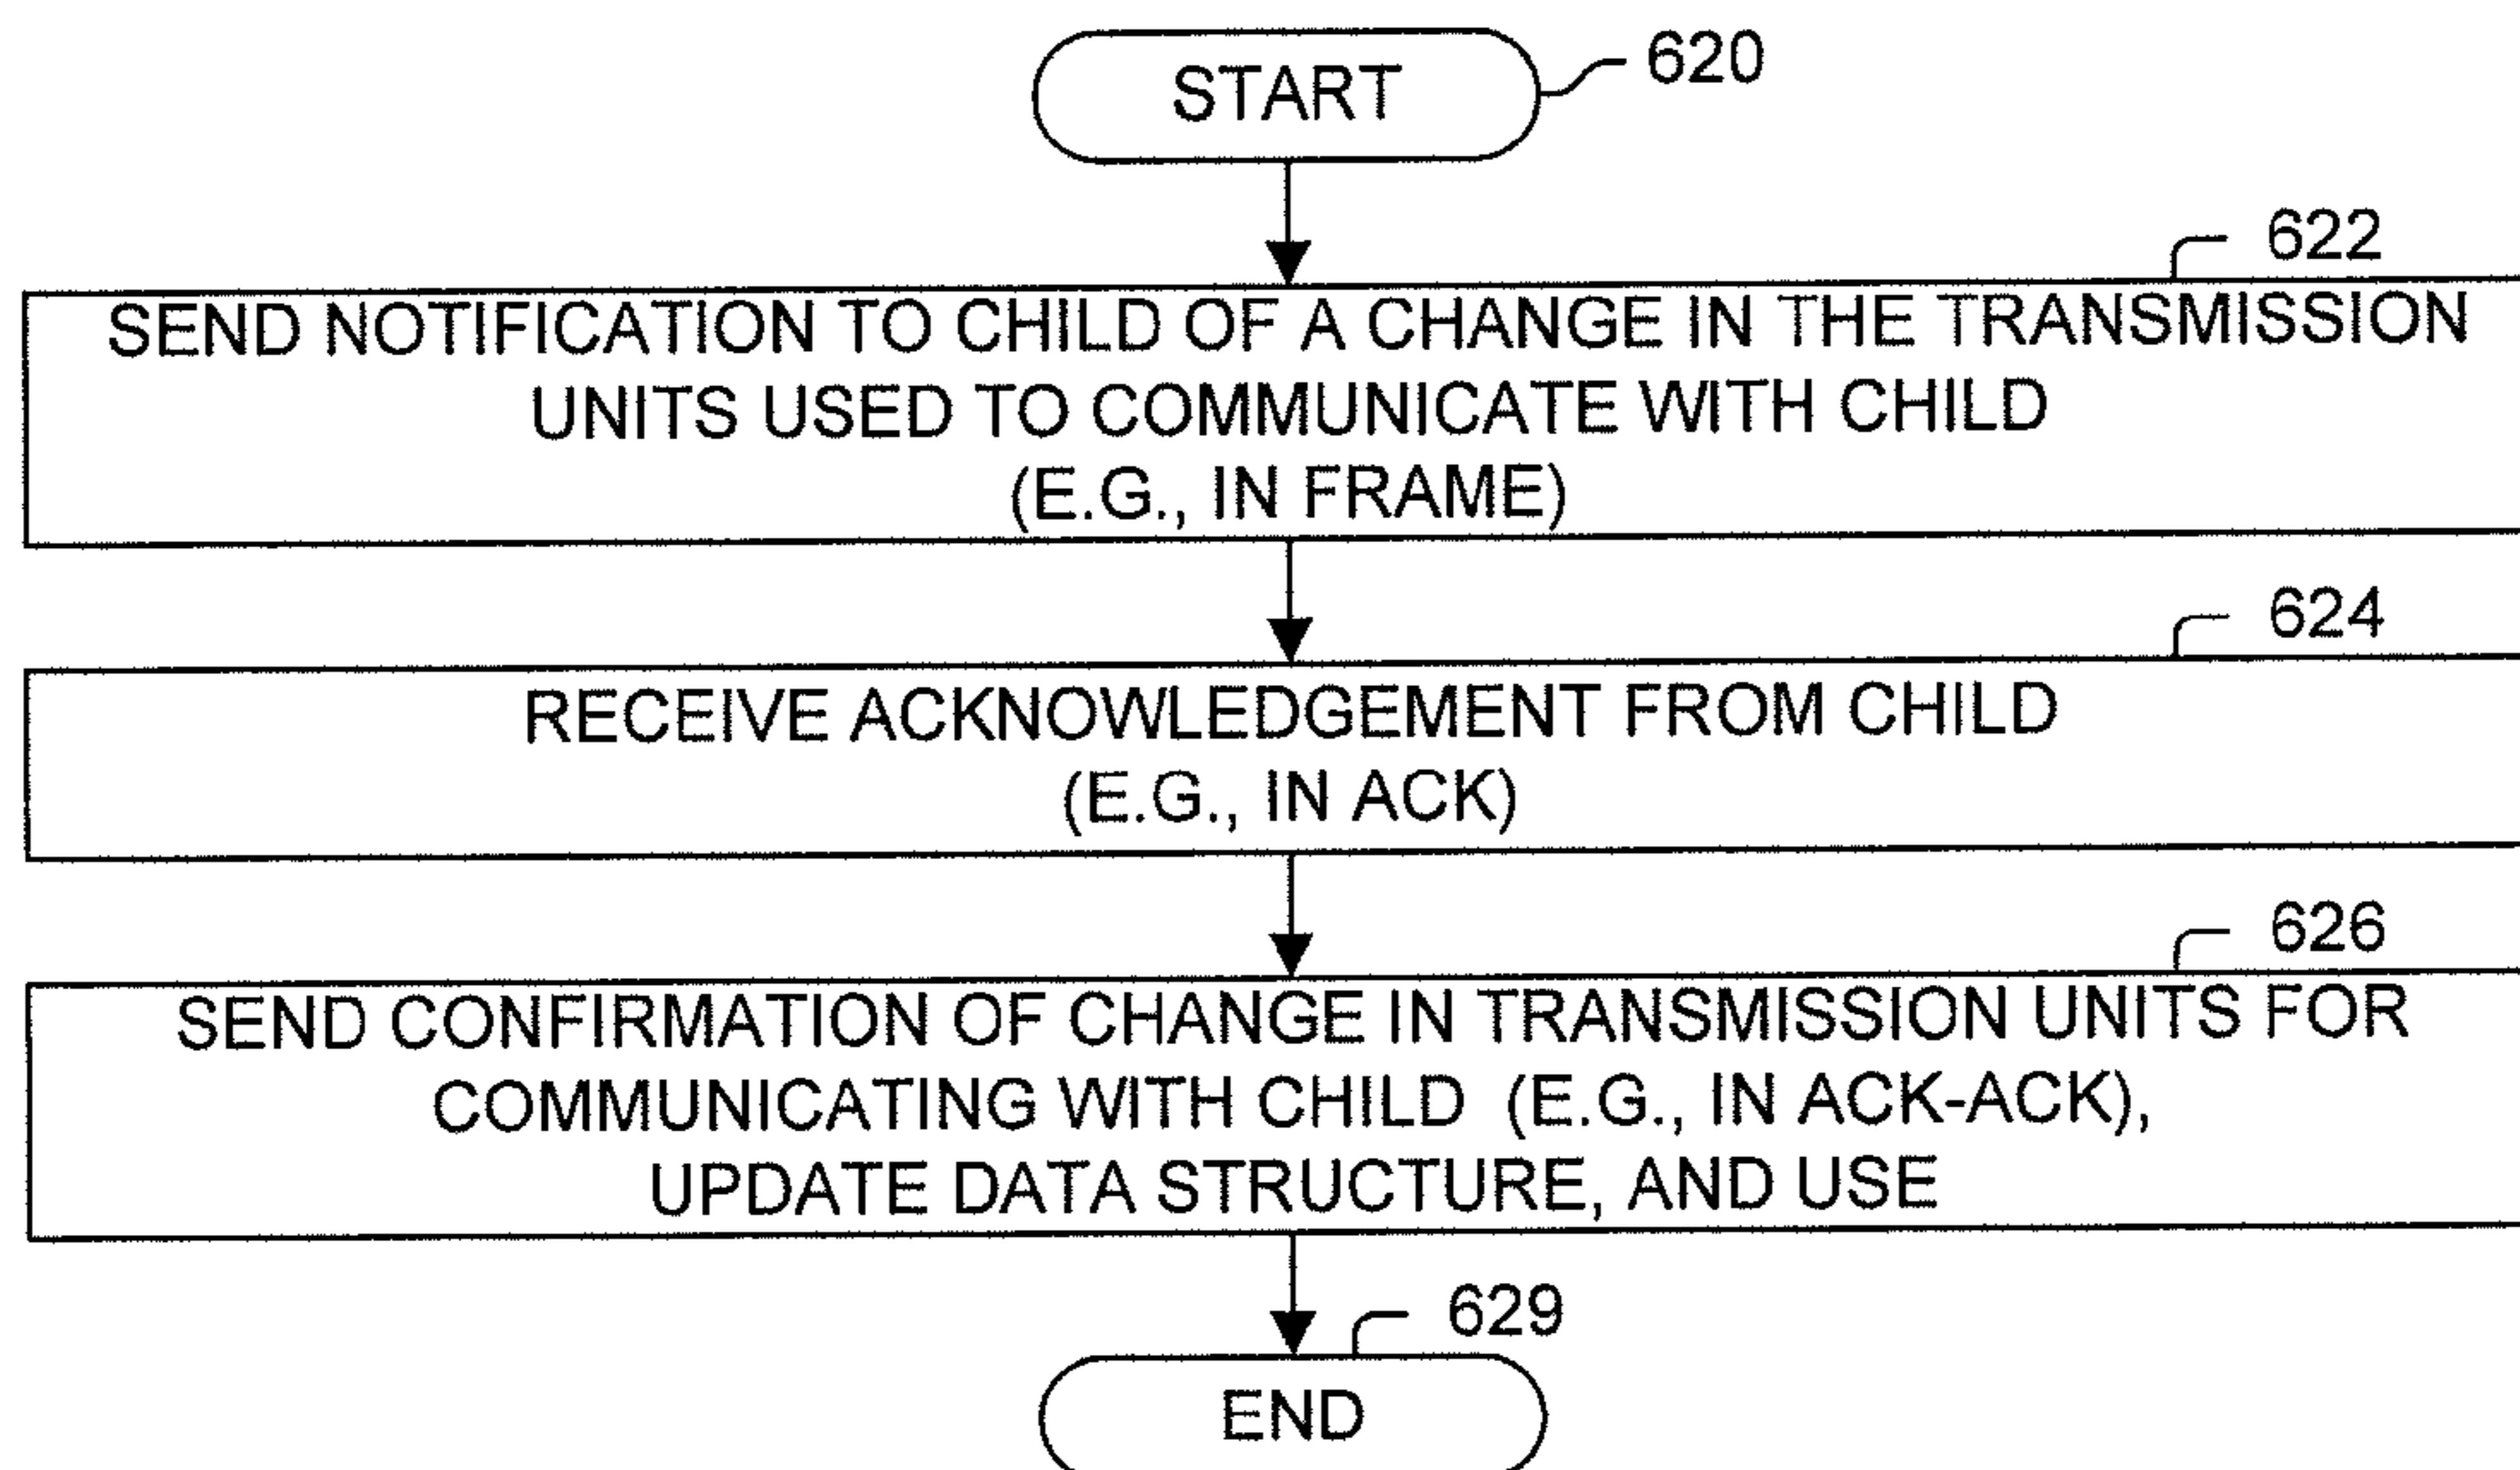 START
620
622
SEND NOTIFICATION TO CHILD OF A CHANGE IN THE TRANSMISSION
UNITS USED TO COMMUNICATE WITH CHILD
(E.G., IN FRAME)
624
RECEIVE ACKNOWLEDGEMENT FROM CHILD
(E.G., IN ACK)
626
SEND CONFIRMATION OF CHANGE IN TRANSMISSION UNITS FOR
COMMUNICATING WITH CHILD (E.G., IN ACK-ACK),
UPDATE DATA STRUCTURE, AND USE
629
END